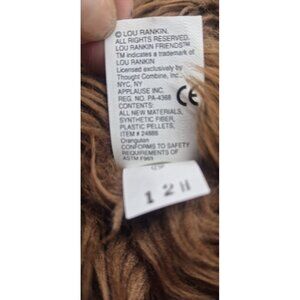 © LOU RANKIN,
ALL RIGHTS RESERVED.
LOU RANKIN FRIENDS™
TM indicates a trademark of
LOU RANKIN
Licensed exclusively by
Thought Combine, Inc.
NYC, NY
APPLAUSE INC.
REG. NO. PA-4368
CONTENTS:
ALL NEW MATERIALS,
SYNTHETIC FIBER,
PLASTIC PELLETS,
ITEM # 24886
Orangutan
CONFORMS TO SAFETY
REQUIREMENTS OF
ASTM F963
CE
12